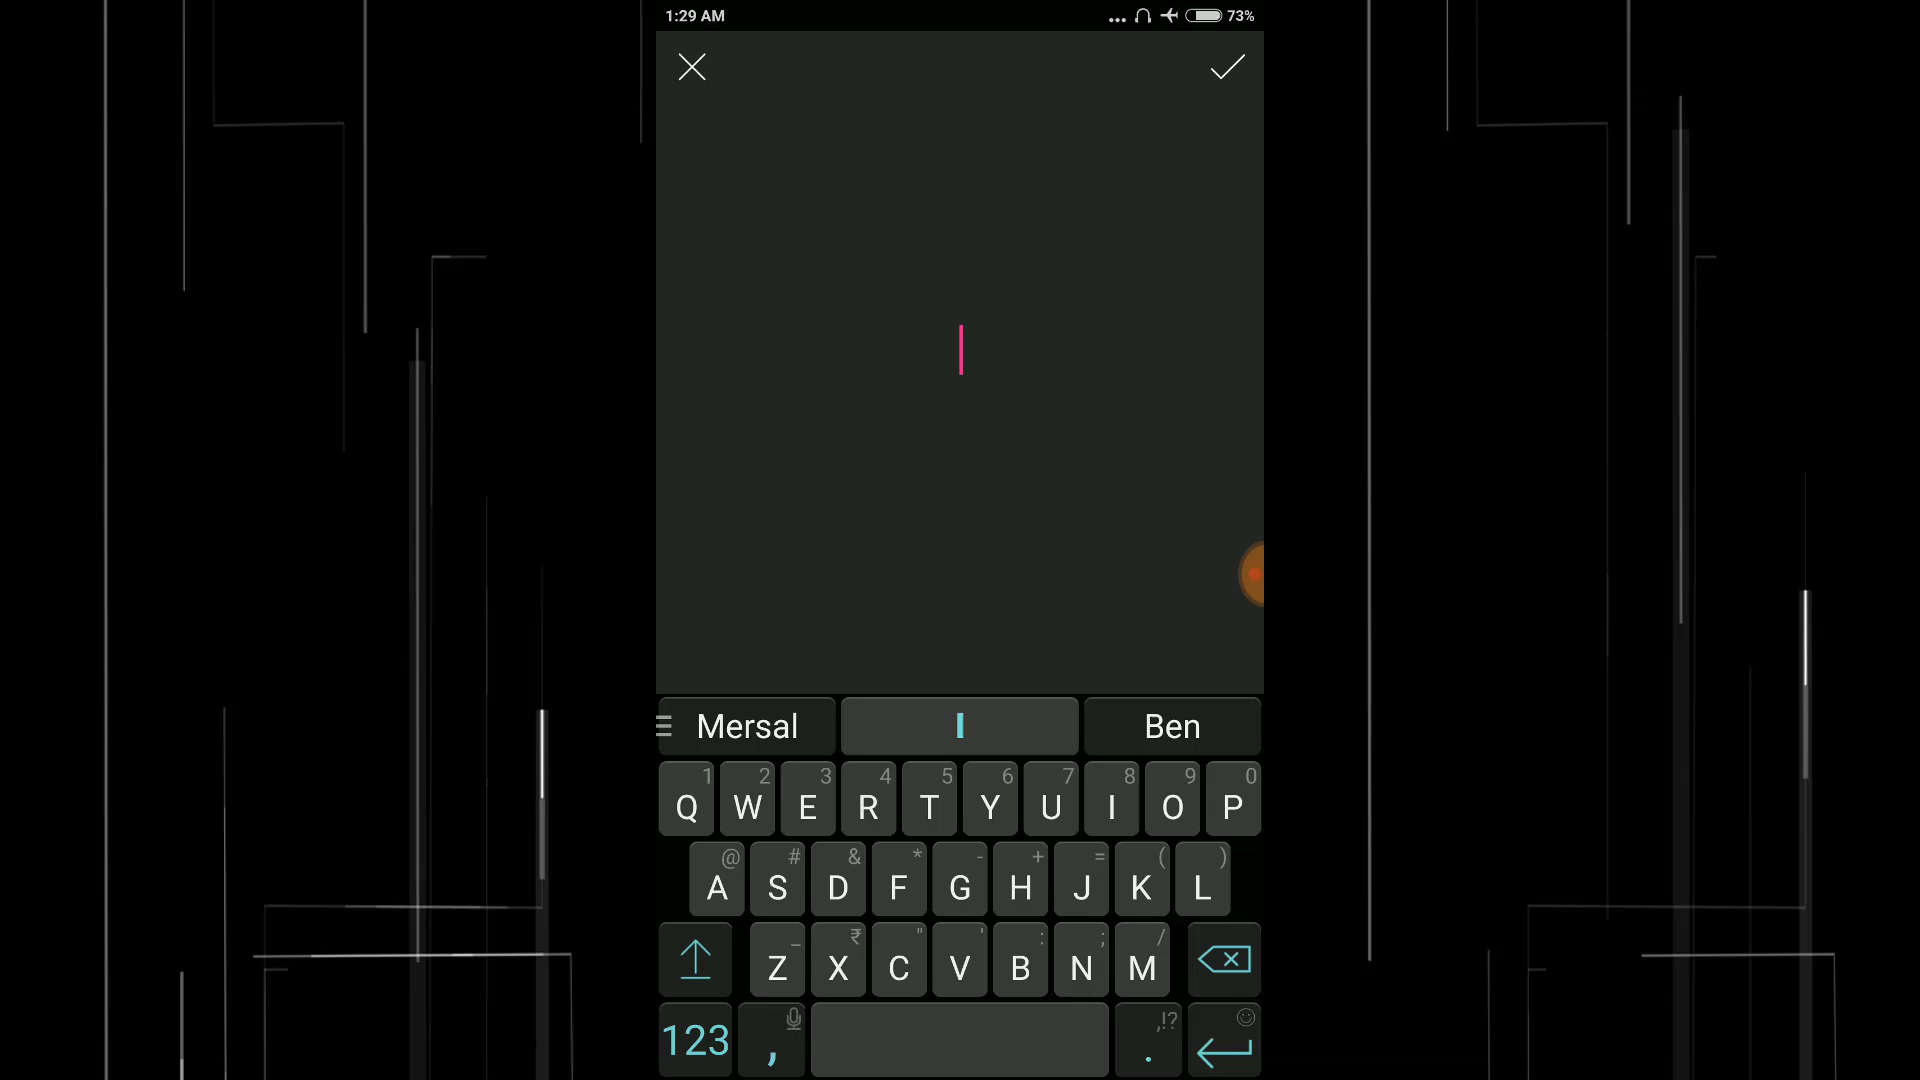 1:29 AM ... 73%
Mersal I Ben
1 2 3 4 5 6 7 8 9 0
Q W E R T Y U I O P
@ # & * - + = ( )
A S D F G H J K L
_ ₹ " ' : ; /
Z X C V B N M
,!?
123 , .